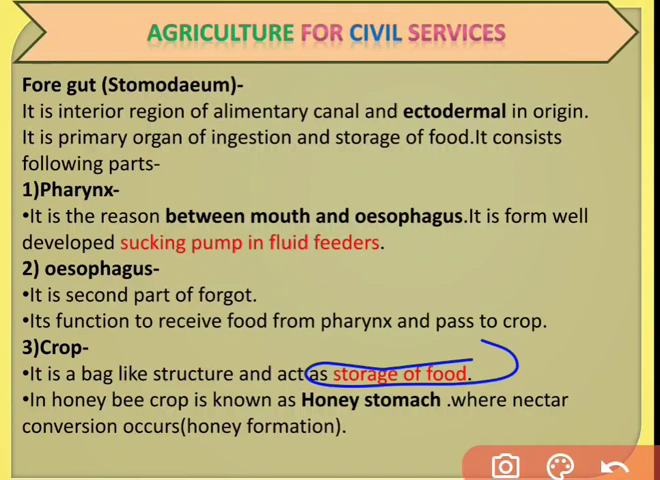 AGRICULTURE FOR CIVIL SERVICES
Fore gut (Stomodaeum)-
It is interior region of alimentary canal and ectodermal in origin.
It is primary organ of ingestion and storage of food.It consists
following parts-
1)Pharynx-
•It is the reason between mouth and oesophagus.It is form well
developed sucking pump in fluid feeders.
2) oesophagus-
•It is second part of forgot.
•Its function to receive food from pharynx and pass to crop.
3)Crop-
•It is a bag like structure and act as storage of food.
•In honey bee crop is known as Honey stomach .where nectar
conversion occurs(honey formation).